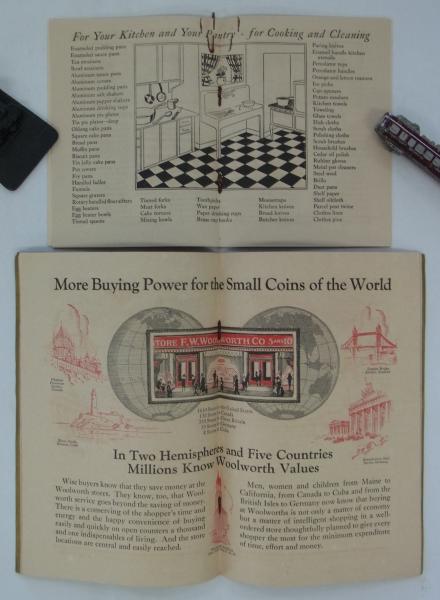 For Your Kitchen and Your Pantry - for Cooking and Cleaning
Enameled pudding pans
Enameled sauce pans
Tea strainers
Bowl strainers
Aluminum sauce pans
Aluminum covers
Aluminum pudding pans
Aluminum salt shakers
Aluminum pepper shakers
Aluminum drinking cups
Aluminum pie plates
Tin pie plates—deep
Oblong cake pans
Square cake pans
Bread pans
Muffin pans
Biscuit pans
Tin jelly cake pans
Pot covers
Fry pans
Handled ballot
Funnels
Square graters
Rotary handled flour sifters
Egg beaters
Egg beater bowls
Tinned spoons
Tinned forks
Meat forks
Cake turners
Mixing bowls
Toothpicks
Wax paper
Paper drinking cups
Brass cup hooks
Mousetraps
Kitchen knives
Bread knives
Butcher knives
Paring knives
Enamel handle kitchen
utensils
Percolator tops
Percolator handles
Orange and lemon reamers
Ice picks
Can openers
Potato mashers
Kitchen towels
Toweling
Glass towels
Dish cloths
Scrub cloths
Polishing cloths
Scrub brushes
Household brushes
Cedar oil polish
Rubber gloves
Metal pot cleaners
Steel wool
Brillo
Dust pans
Shelf paper
Shelf oilcloth
Parcel post twine
Clothes lines
Clothes pins
More Buying Power for the Small Coins of the World
STORE F.W. WOOLWORTH CO 5 AND 10
In Two Hemispheres and Five Countries
Millions Know Woolworth Values
Wise buyers know that they save money at the
Woolworth stores. They know, too, that Wool-
worth service goes beyond the saving of money.
There is a conserving of the shopper's time and
energy and the happy convenience of buying
easily and quickly on open counters a thousand
and one indispensables of living. And the store
locations are central and easily reached.
Men, women and children from Maine to
California, from Canada to Cuba and from the
British Isles to Germany now know that buying
at Woolworths is not only a matter of economy
but a matter of intelligent shopping in a well-
ordered store thoughtfully planned to give every
shopper the most for the minimum expenditure
of time, effort and money.